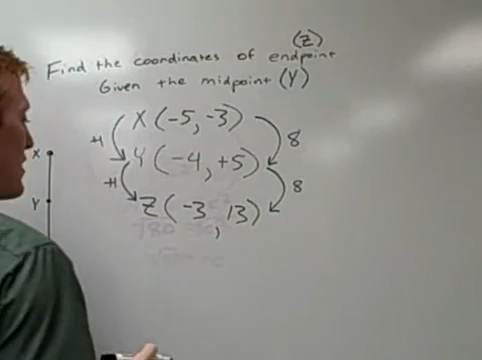 (Z)
Find the coordinates of endpoint
Given the midpoint (Y)
X (-5, -3)
+1 8
X Y (-4, +5)
+1 8
Y Z (-3, 13)